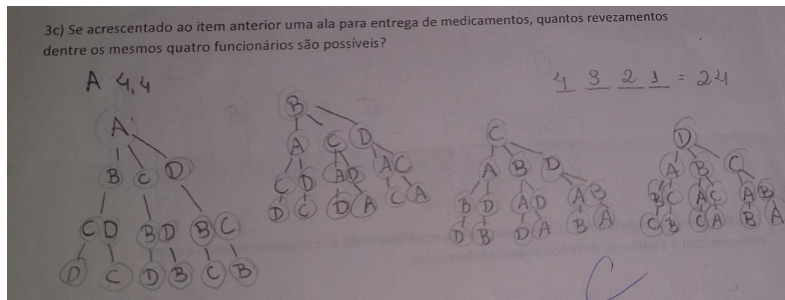 3c) Se acrescentado ao item anterior uma ala para entrega de medicamentos, quantos revezamentos
dentre os mesmos quatro funcionários são possíveis?
A 4,4
4 3 2 1 = 24
A
B C D
C D B D B C
D C D B C B
B
A C D
C D A D A C
D C D A C A
C
A B D
B D A D A B
D B D A B A
D
A B C
B C A C A B
C B C A B A